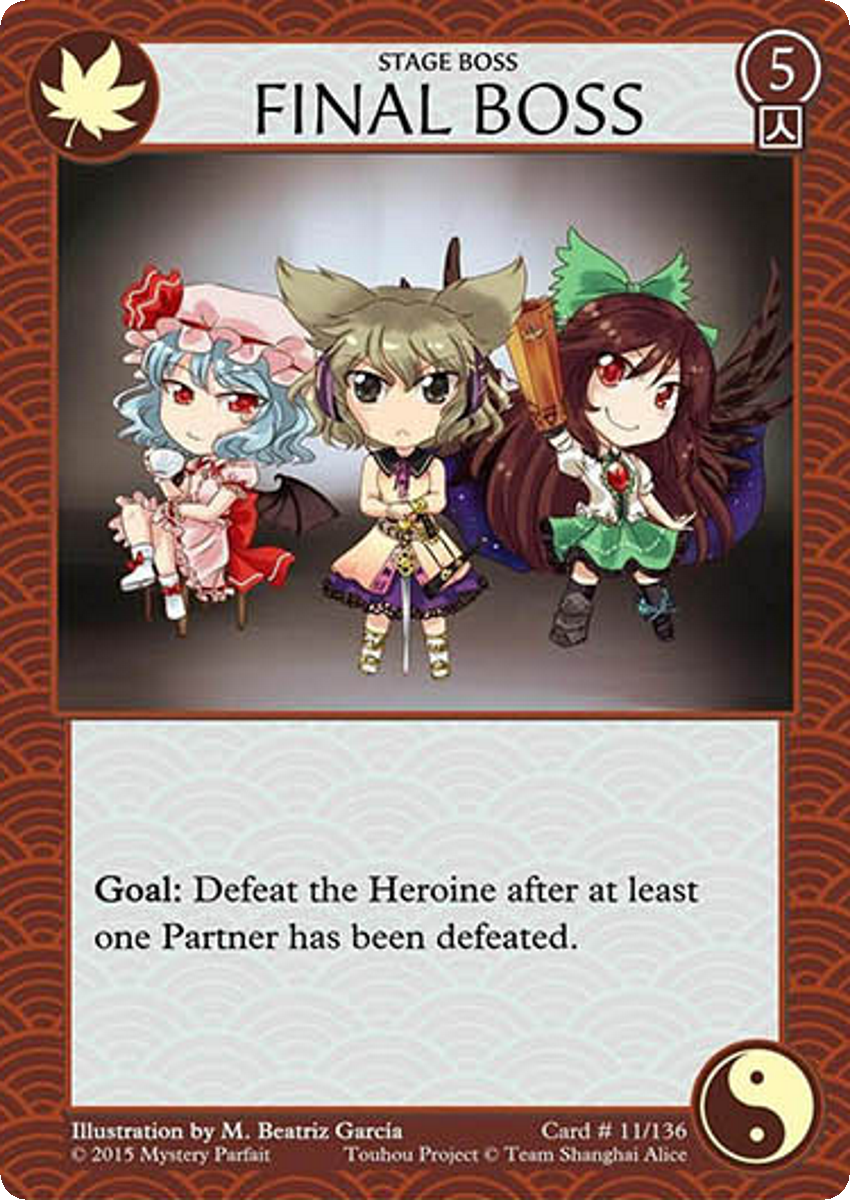 STAGE BOSS
FINAL BOSS
5
人
Goal: Defeat the Heroine after at least
one Partner has been defeated.
Illustration by M. Beatriz García
Card # 11/136
© 2015 Mystery Parfait
Touhou Project © Team Shanghai Alice